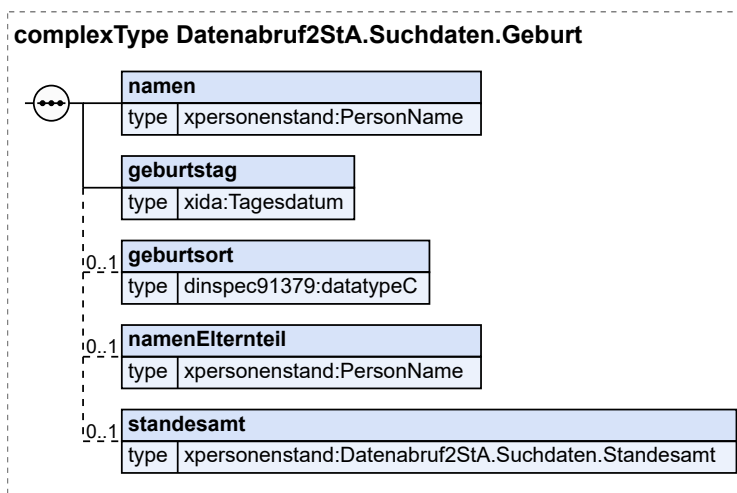 complexType Datenabruf2StA.Suchdaten.Geburt
namen
type xpersonenstand:PersonName
geburtstag
type xida:Tagesdatum
0..1 geburtsort
type dinspec91379:datatypeC
0..1 namenElternteil
type xpersonenstand:PersonName
0..1 standesamt
type xpersonenstand:Datenabruf2StA.Suchdaten.Standesamt